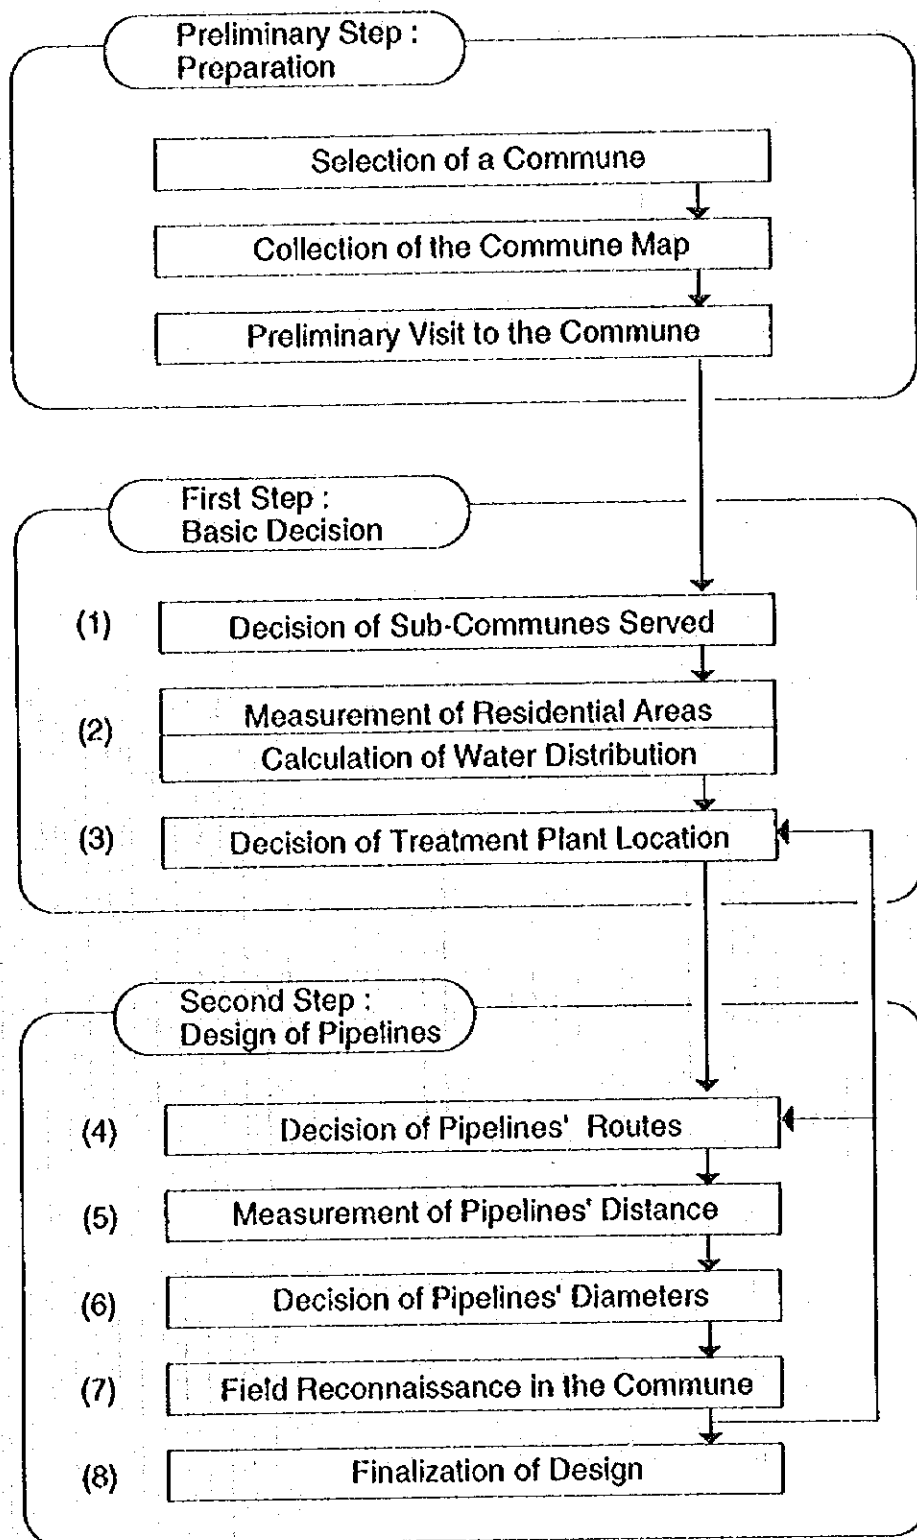 Preliminary Step :
Preparation
Selection of a Commune
Collection of the Commune Map
Preliminary Visit to the Commune
First Step :
Basic Decision
(1) Decision of Sub-Communes Served
(2) Measurement of Residential Areas
Calculation of Water Distribution
(3) Decision of Treatment Plant Location
Second Step :
Design of Pipelines
(4) Decision of Pipelines' Routes
(5) Measurement of Pipelines' Distance
(6) Decision of Pipelines' Diameters
(7) Field Reconnaissance in the Commune
(8) Finalization of Design